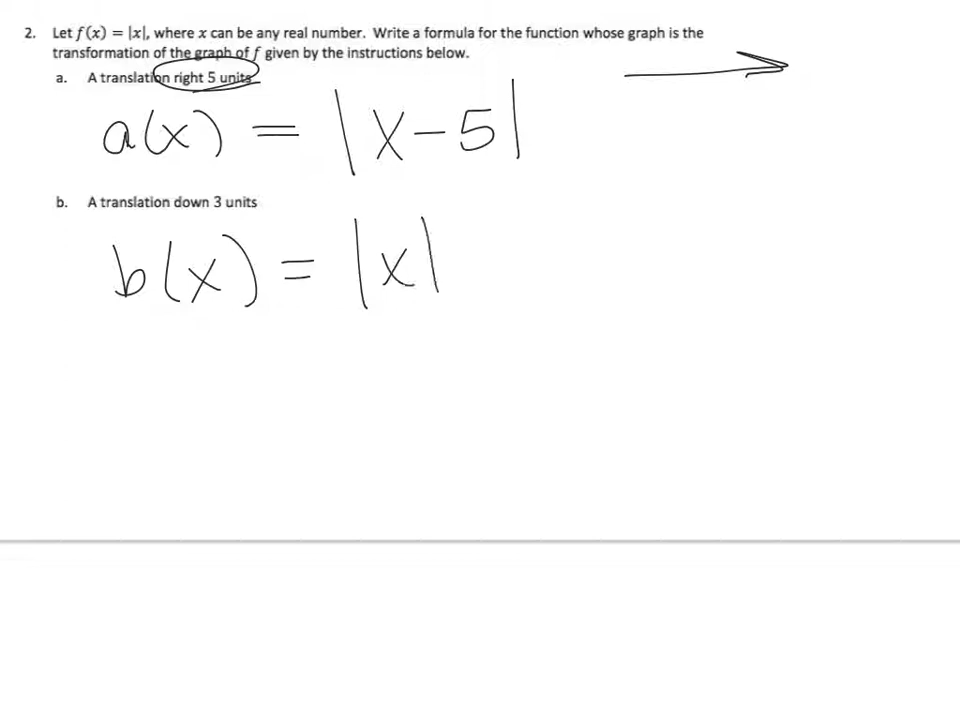 2. Let f(x) = |x|, where x can be any real number. Write a formula for the function whose graph is the
transformation of the graph of f given by the instructions below.
a. A translation right 5 units
a(x) = |x-5|
b. A translation down 3 units
b(x) = |x|